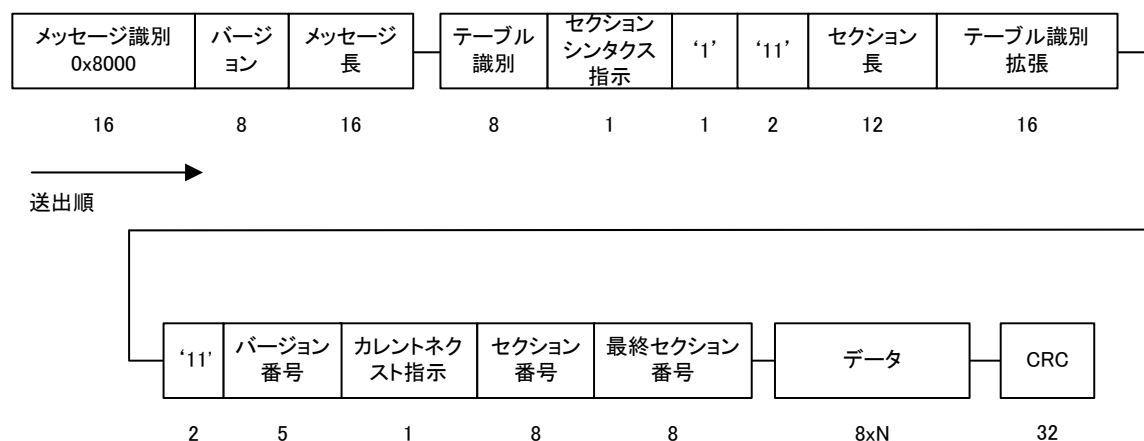 メッセージ識別
0x8000
バージ
ョン
メッセージ
長
テーブル
識別
セクション
シンタクス
指示
‘1’
‘11’
セクション
長
テーブル識別
拡張
16
8
16
8
1
1
2
12
16
送出順
‘11’
バージョン
番号
カレントネク
スト指示
セクション
番号
最終セクション
番号
データ
CRC
2
5
1
8
8
8xN
32